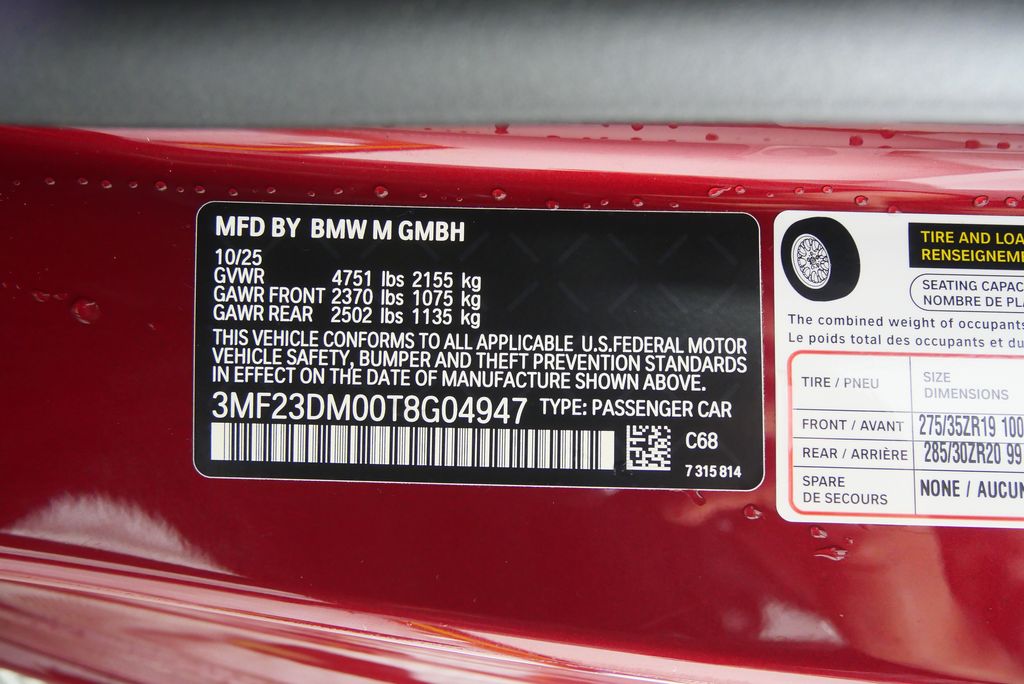 MFD BY BMW M GMBH
10/25
GVWR 4751 lbs 2155 kg
GAWR FRONT 2370 lbs 1075 kg
GAWR REAR 2502 lbs 1135 kg
THIS VEHICLE CONFORMS TO ALL APPLICABLE U.S.FEDERAL MOTOR
VEHICLE SAFETY, BUMPER AND THEFT PREVENTION STANDARDS
IN EFFECT ON THE DATE OF MANUFACTURE SHOWN ABOVE.
3MF23DM00T8G04947 TYPE: PASSENGER CAR
C68
7 315 814
TIRE AND LOA
RENSEIGNEME
SEATING CAPAC
NOMBRE DE PLA
The combined weight of occupants
Le poids total des occupants et du
TIRE / PNEU
SIZE
DIMENSIONS
FRONT / AVANT 275/35ZR19 100
REAR / ARRIÈRE 285/30ZR20 99
SPARE
DE SECOURS
NONE / AUCUN